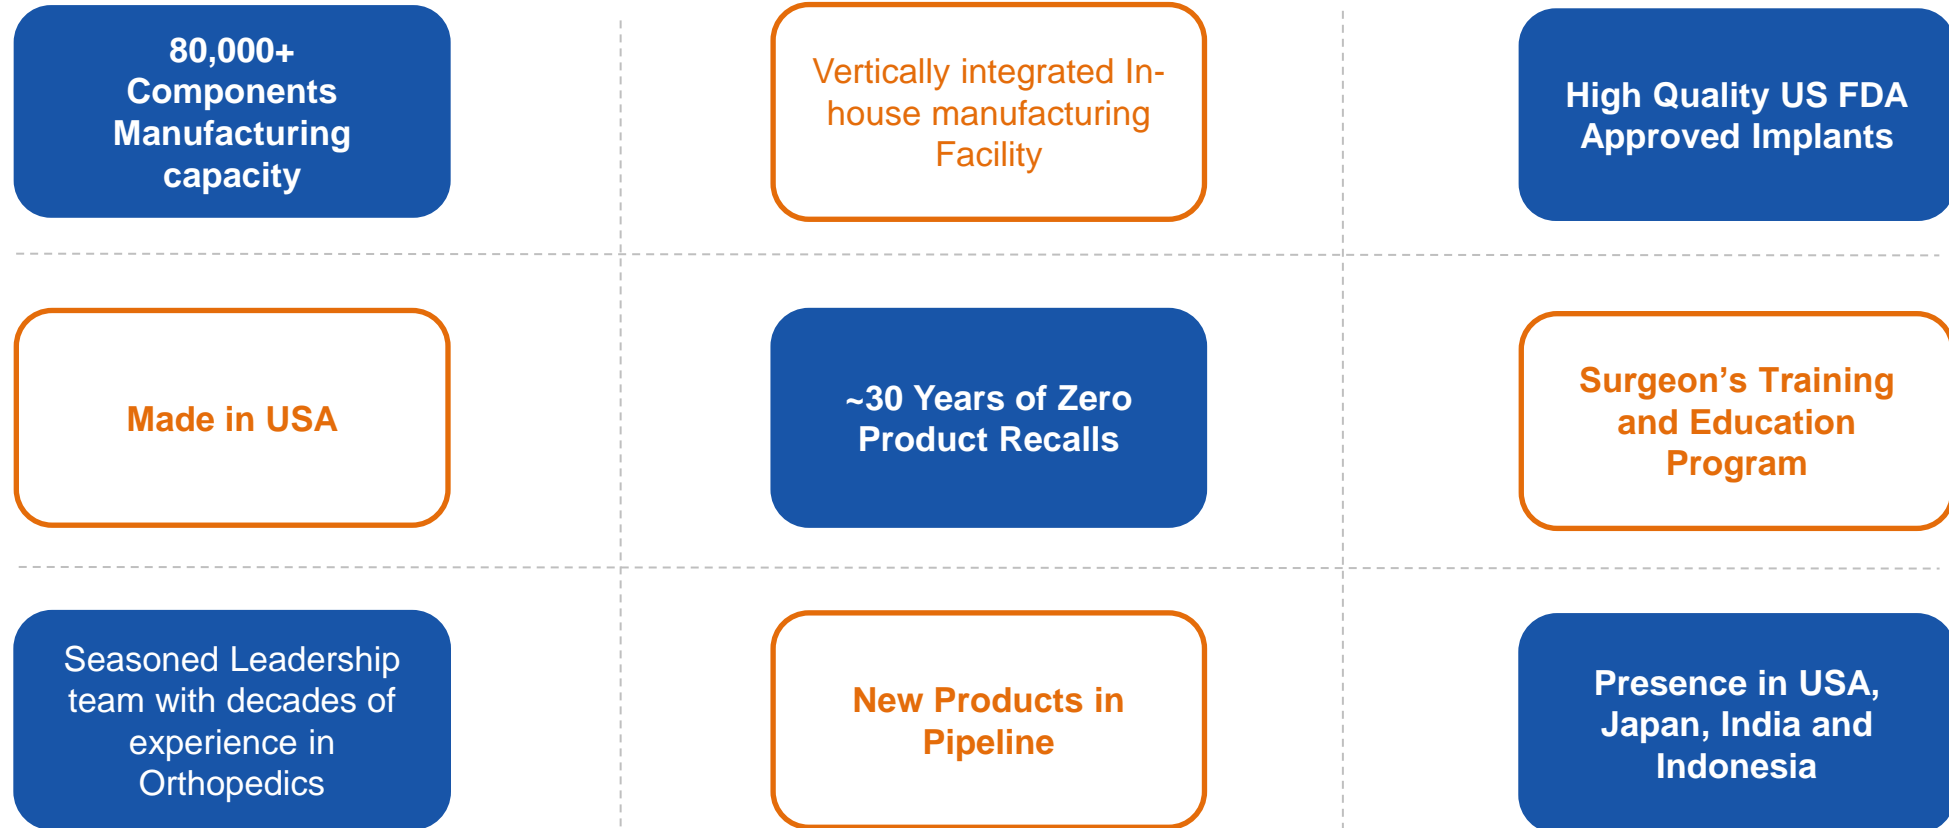 80,000+
Components
Manufacturing
capacity
Vertically integrated In-
house manufacturing
Facility
High Quality US FDA
Approved Implants
Made in USA
~30 Years of Zero
Product Recalls
Surgeon’s Training
and Education
Program
Seasoned Leadership
team with decades of
experience in
Orthopedics
New Products in
Pipeline
Presence in USA,
Japan, India and
Indonesia